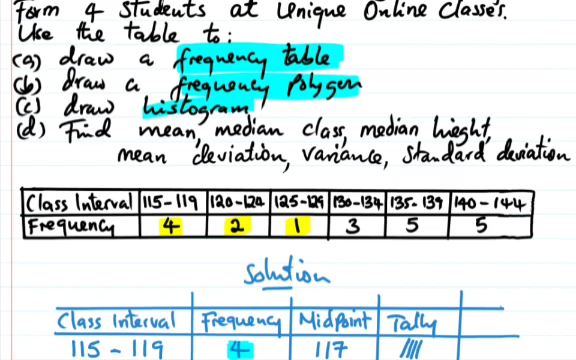 Form 4 Students at Unique Online Classes.
Use the table to:
(a) draw a frequency table
(b) draw a frequency polygon
(c) draw histogram
(d) Find mean, median class, median hieght,
mean deviation, variance, standard deviation
Class Interval 115-119 120-124 125-129 130-134 135-139 140-144
Frequency 4 2 1 3 5 5
Solution
Class Interval Frequency Midpoint Tally
115-119 4 117 ////